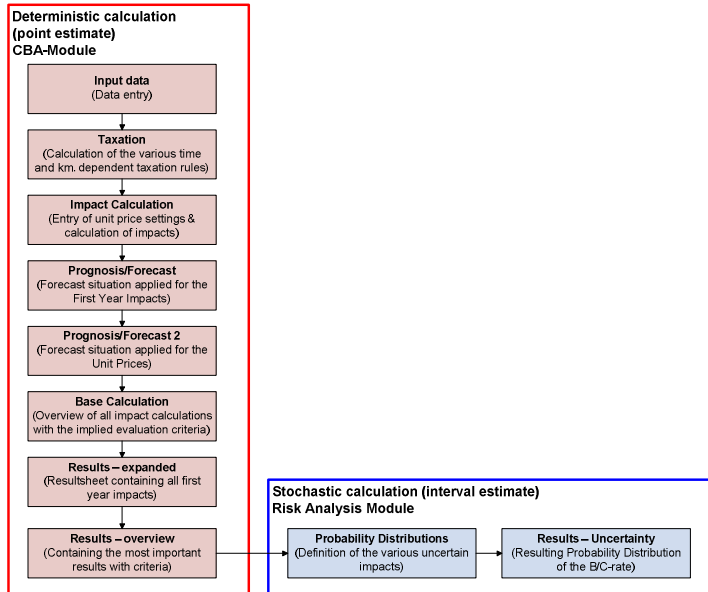 Deterministic calculation
(point estimate)
CBA-Module
Input data
(Data entry)
Taxation
(Calculation of the various time
and km. dependent taxation rules)
Impact Calculation
(Entry of unit price settings &
calculation of impacts)
Prognosis/Forecast
(Forecast situation applied for the
First Year Impacts)
Prognosis/Forecast 2
(Forecast situation applied for the
Unit Prices)
Base Calculation
(Overview of all impact calculations
with the implied evaluation criteria)
Results – expanded
(Resultsheet containing all first
year impacts)
Results – overview
(Containing the most important
results with criteria)
Stochastic calculation (interval estimate)
Risk Analysis Module
Probability Distributions
(Definition of the various uncertain
impacts)
Results – Uncertainty
(Resulting Probability Distribution
of the B/C-rate)